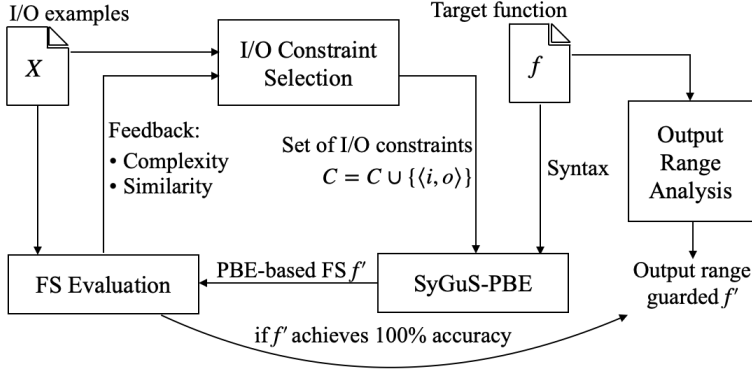 I/O examples
X
I/O Constraint
Selection
Target function
f
Output
Range
Analysis
Feedback:
• Complexity
• Similarity
Set of I/O constraints
C = C ∪ {⟨i, o⟩}
Syntax
FS Evaluation
PBE-based FS f′
SyGuS-PBE
Output range
guarded f′
if f′ achieves 100% accuracy